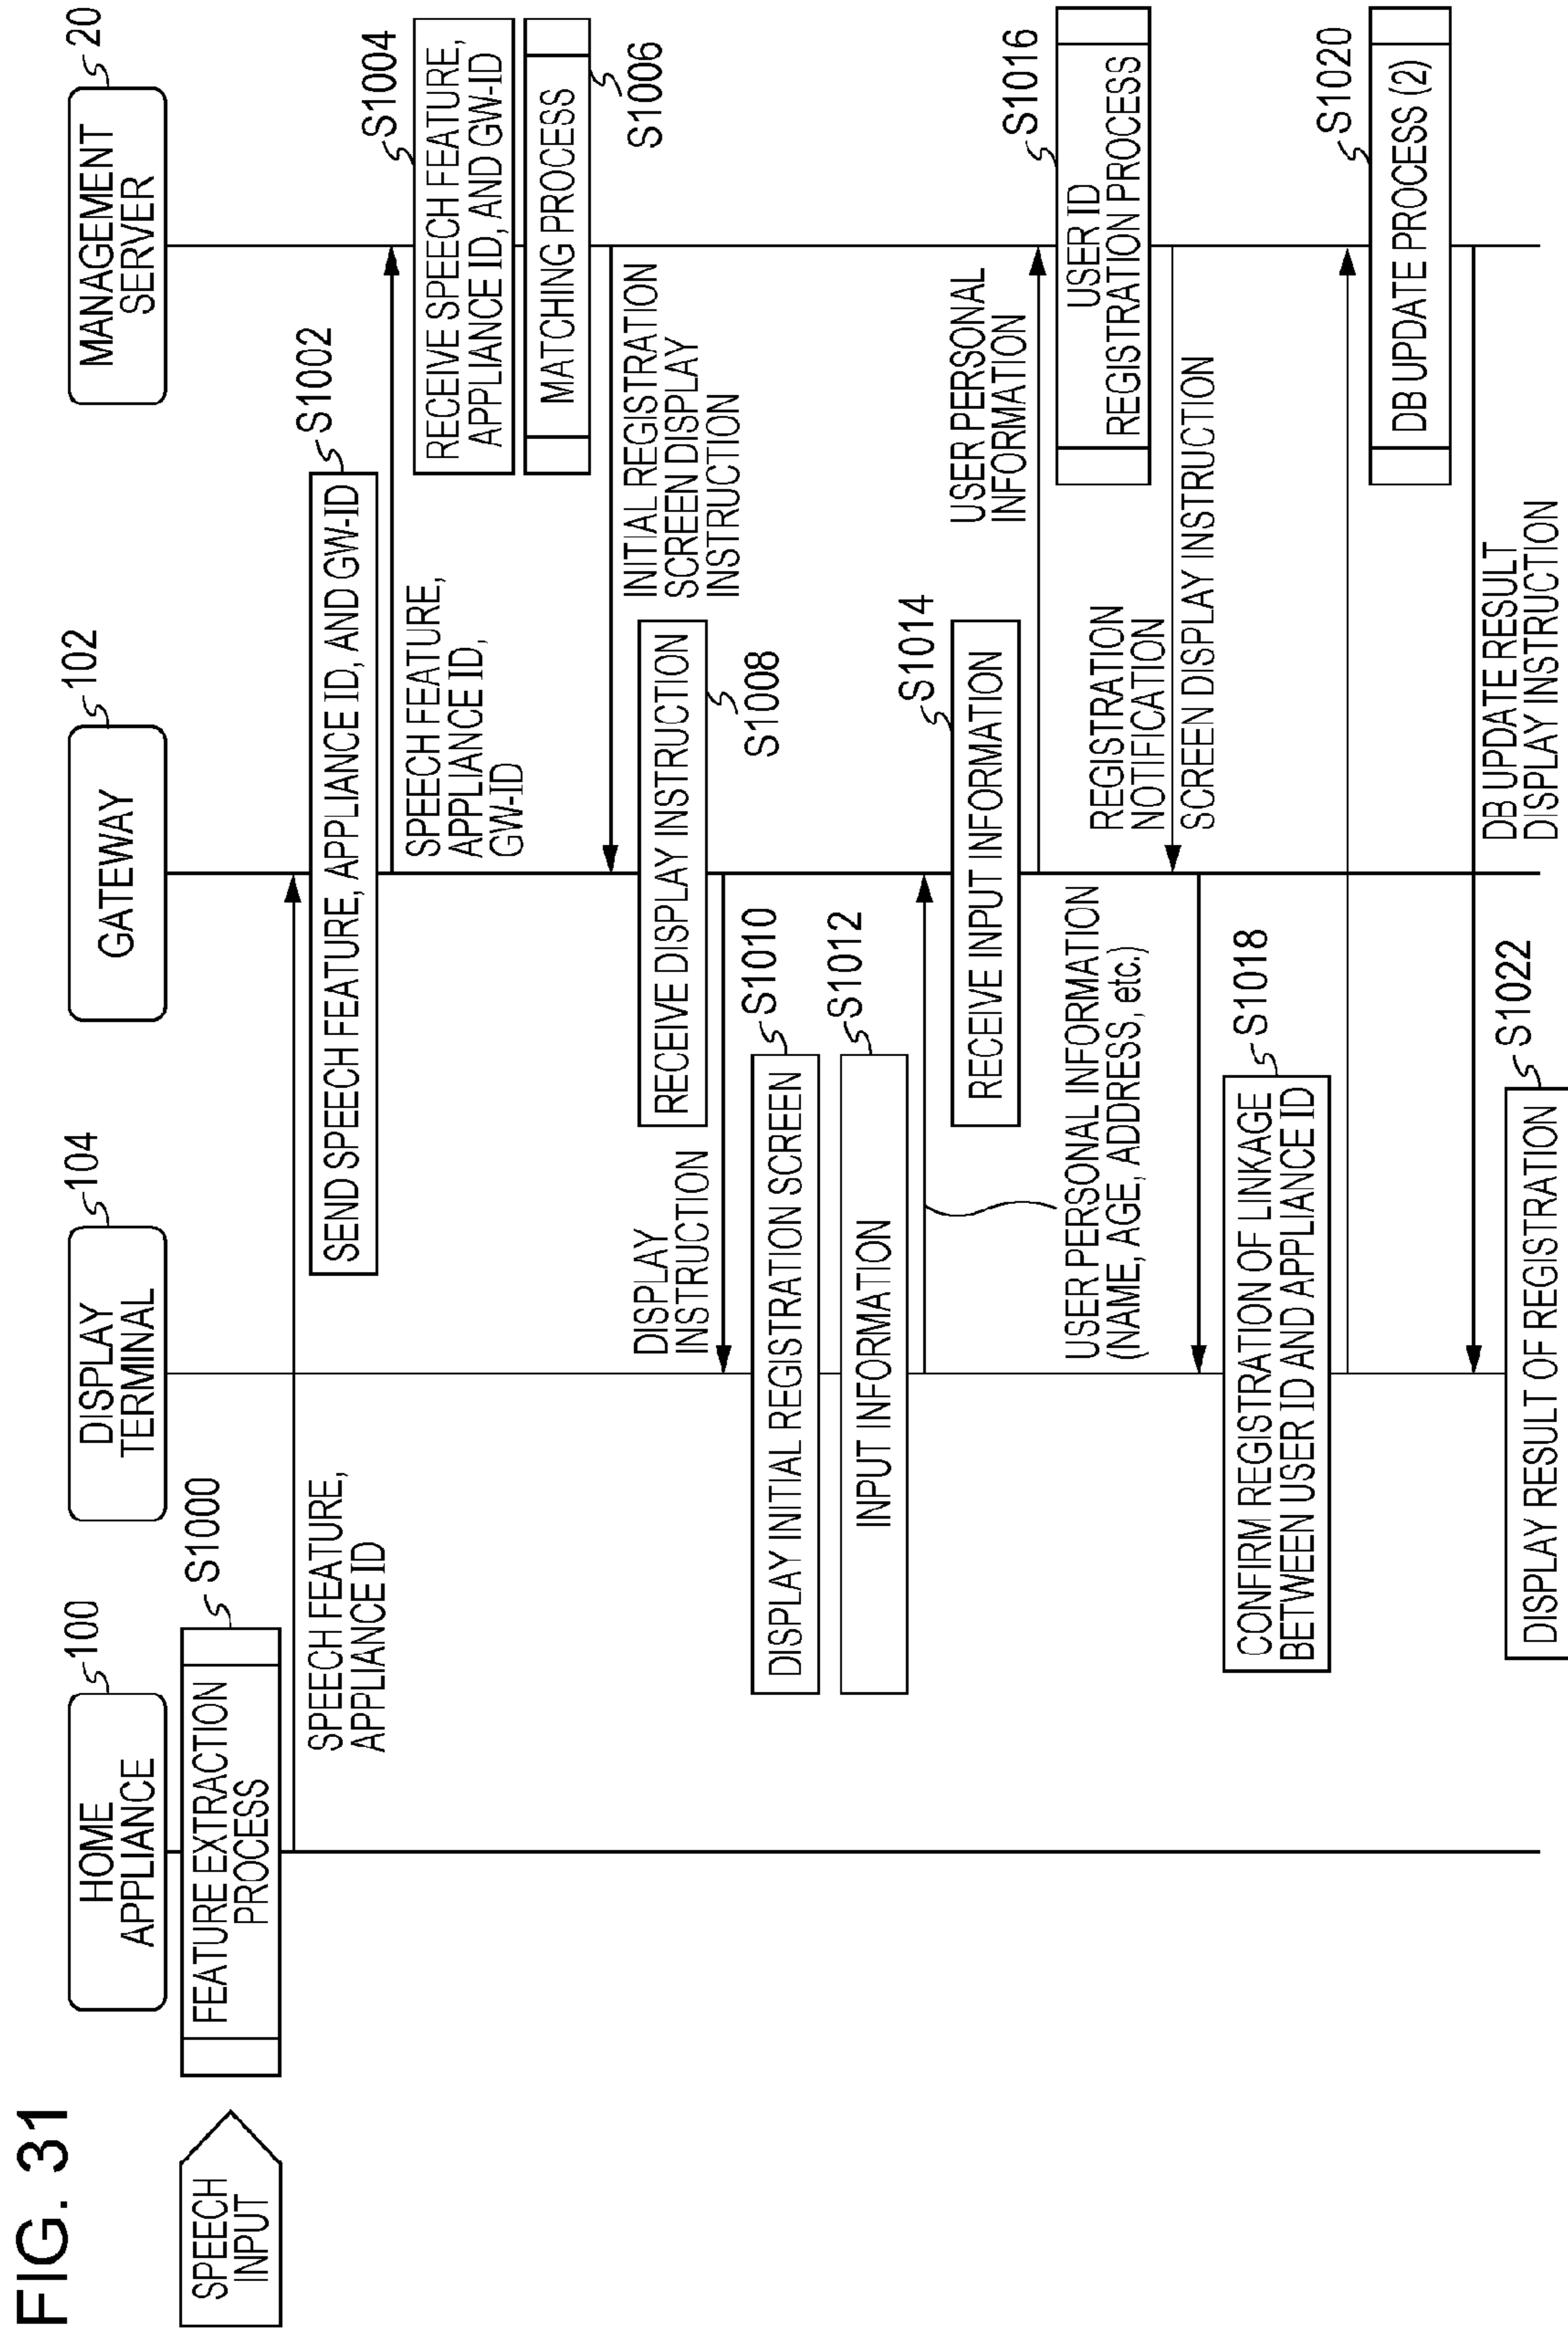 FIG. 31
HOME
APPLIANCE
100
DISPLAY
TERMINAL
104
GATEWAY
102
MANAGEMENT
SERVER
20
SPEECH
INPUT
FEATURE EXTRACTION
PROCESS
S1000
SPEECH FEATURE,
APPLIANCE ID
SEND SPEECH FEATURE, APPLIANCE ID, AND GW-ID
S1002
SPEECH FEATURE,
APPLIANCE ID,
GW-ID
RECEIVE SPEECH FEATURE,
APPLIANCE ID, AND GW-ID
S1004
MATCHING PROCESS
S1006
INITIAL REGISTRATION
SCREEN DISPLAY
INSTRUCTION
RECEIVE DISPLAY INSTRUCTION
S1008
DISPLAY
INSTRUCTION
DISPLAY INITIAL REGISTRATION SCREEN
S1010
INPUT INFORMATION
S1012
RECEIVE INPUT INFORMATION
S1014
USER PERSONAL INFORMATION
(NAME, AGE, ADDRESS, etc.)
USER PERSONAL
INFORMATION
USER ID
REGISTRATION PROCESS
S1016
REGISTRATION
NOTIFICATION
SCREEN DISPLAY INSTRUCTION
CONFIRM REGISTRATION OF LINKAGE
BETWEEN USER ID AND APPLIANCE ID
S1018
DB UPDATE PROCESS (2)
S1020
DB UPDATE RESULT
DISPLAY INSTRUCTION
DISPLAY RESULT OF REGISTRATION
S1022